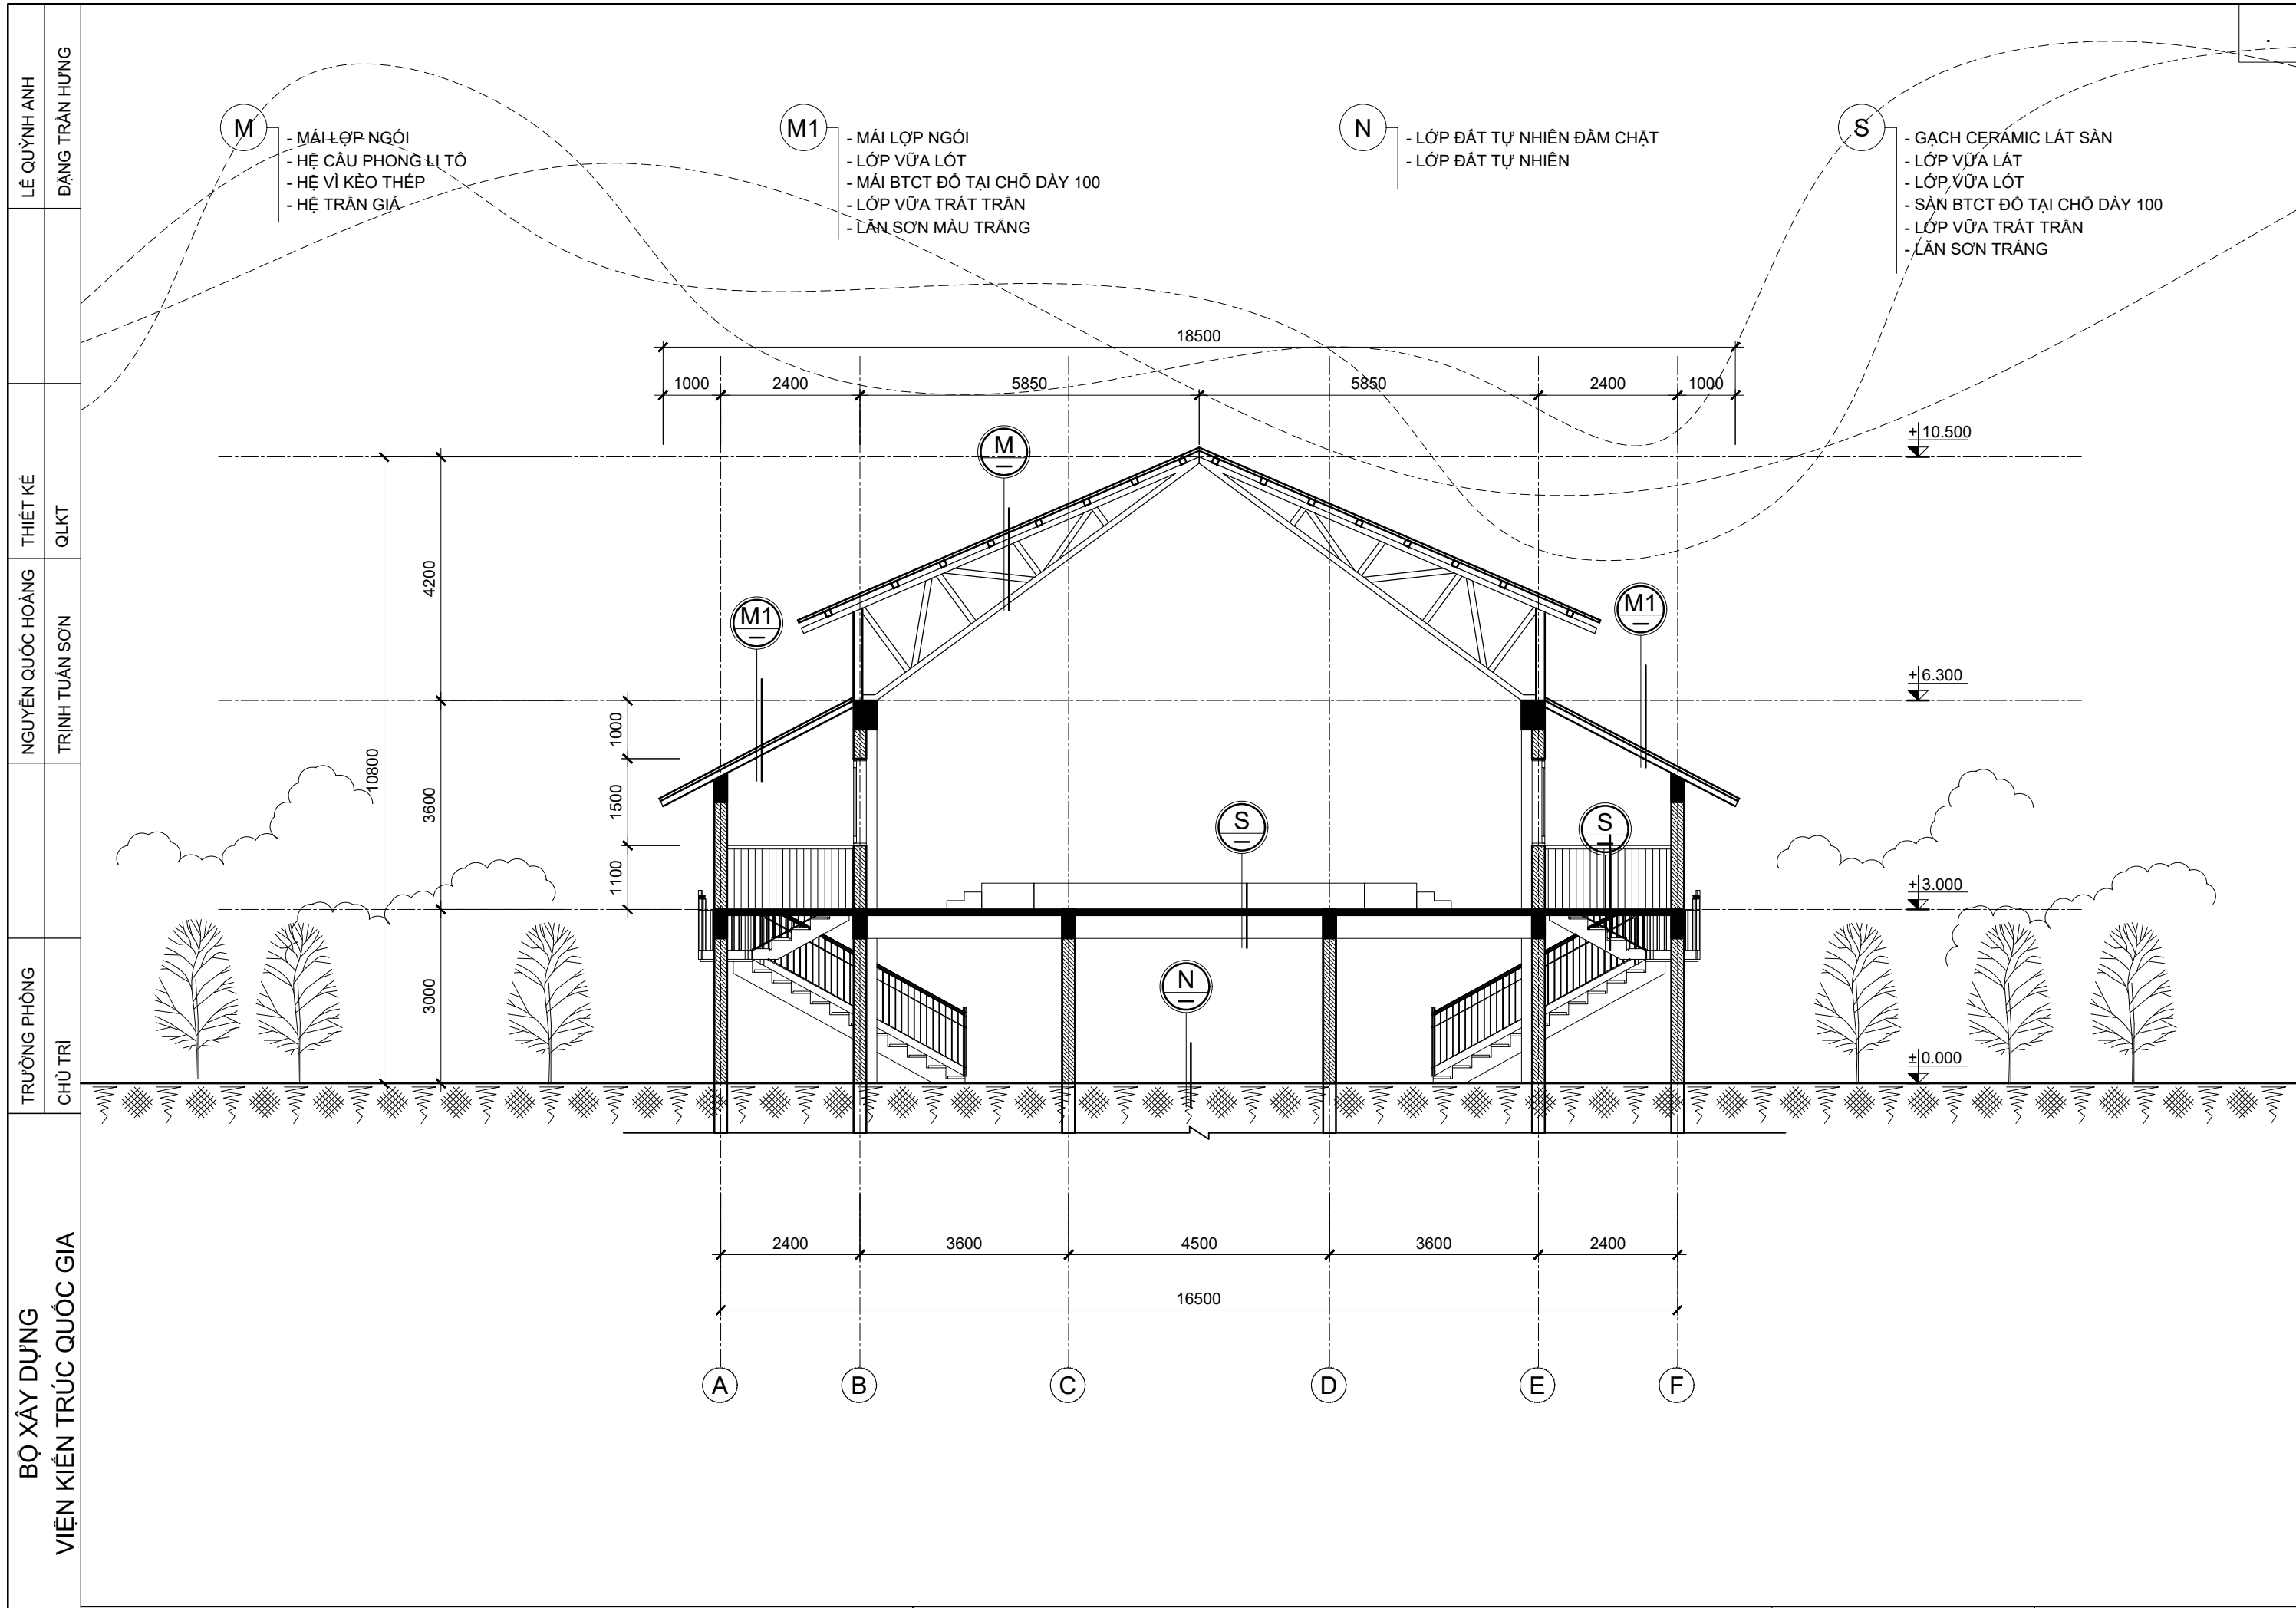 LÊ QUỲNH ANH
ĐẶNG TRẦN HƯNG
THIẾT KẾ
QLKT
NGUYỄN QUỐC HOÀNG
TRỊNH TUẤN SƠN
TRƯỞNG PHÒNG
CHỦ TRÌ
BỘ XÂY DỰNG
VIỆN KIẾN TRÚC QUỐC GIA
M
- MÁI LỢP NGÓI
- HỆ CẦU PHONG LI TÔ
- HỆ VÌ KÈO THÉP
- HỆ TRẦN GIẢ
M1
- MÁI LỢP NGÓI
- LỚP VỮA LÓT
- MÁI BTCT ĐỔ TẠI CHỖ DÀY 100
- LỚP VỮA TRÁT TRẦN
- LĂN SƠN MÀU TRẮNG
N
- LỚP ĐẤT TỰ NHIÊN ĐẦM CHẶT
- LỚP ĐẤT TỰ NHIÊN
S
- GẠCH CERAMIC LÁT SÀN
- LỚP VỮA LÁT
- LỚP VỮA LÓT
- SÀN BTCT ĐỔ TẠI CHỖ DÀY 100
- LỚP VỮA TRÁT TRẦN
- LĂN SƠN TRẮNG
18500
1000 2400 5850 5850 2400 1000
+10.500
M
4200
M1
M1
+6.300
1000
10800
3600
1500
S
S
1100
+3.000
3000
N
±0.000
2400 3600 4500 3600 2400
16500
A B C D E F